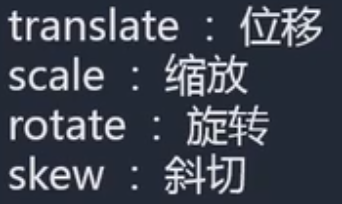 translate : 位移
scale : 缩放
rotate : 旋转
skew : 斜切